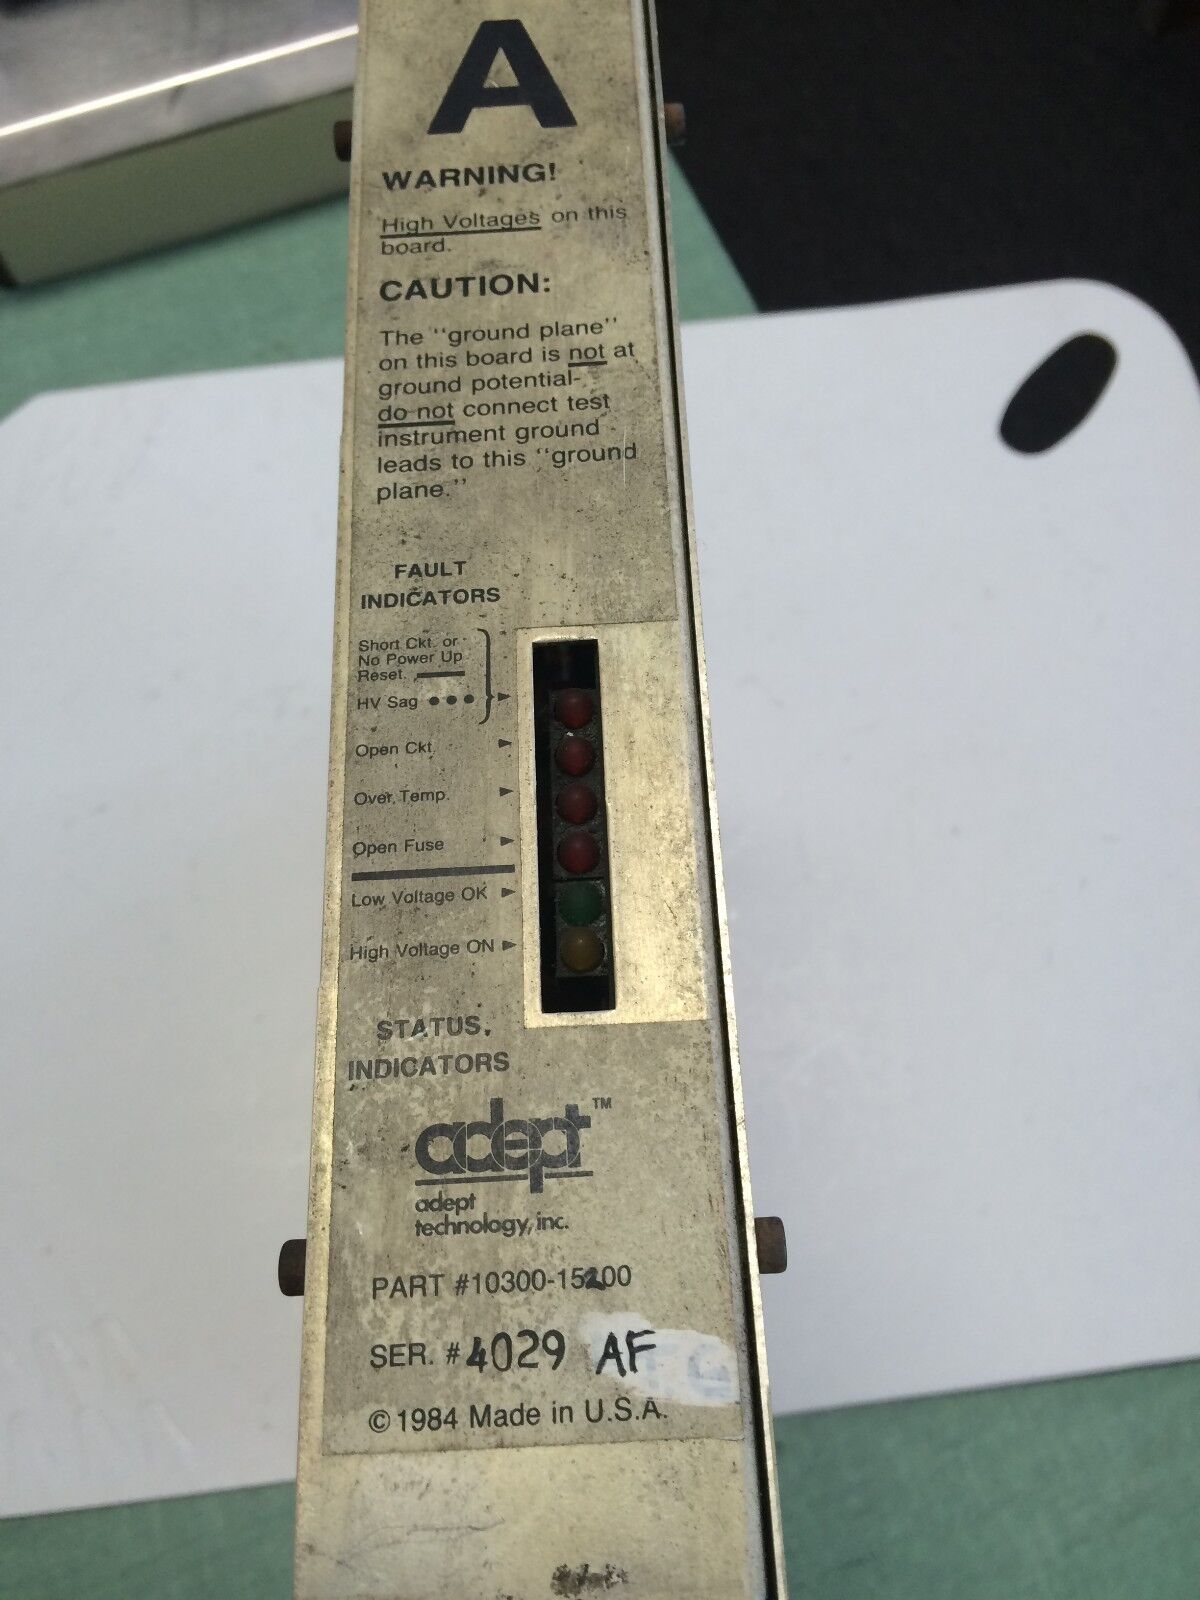 A
WARNING!
High Voltages on this
board.
CAUTION:
The "ground plane"
on this board is not at
ground potential-
do not connect test
instrument ground
leads to this "ground
plane."
FAULT
INDICATORS
Short Ckt. or
No Power Up
Reset.
HV Sag
Open Ckt.
Over Temp.
Open Fuse
Low Voltage OK
High Voltage ON
STATUS
INDICATORS
adept™
adept
technology, inc.
PART #10300-15200
SER. #4029 AF
©1984 Made in U.S.A.